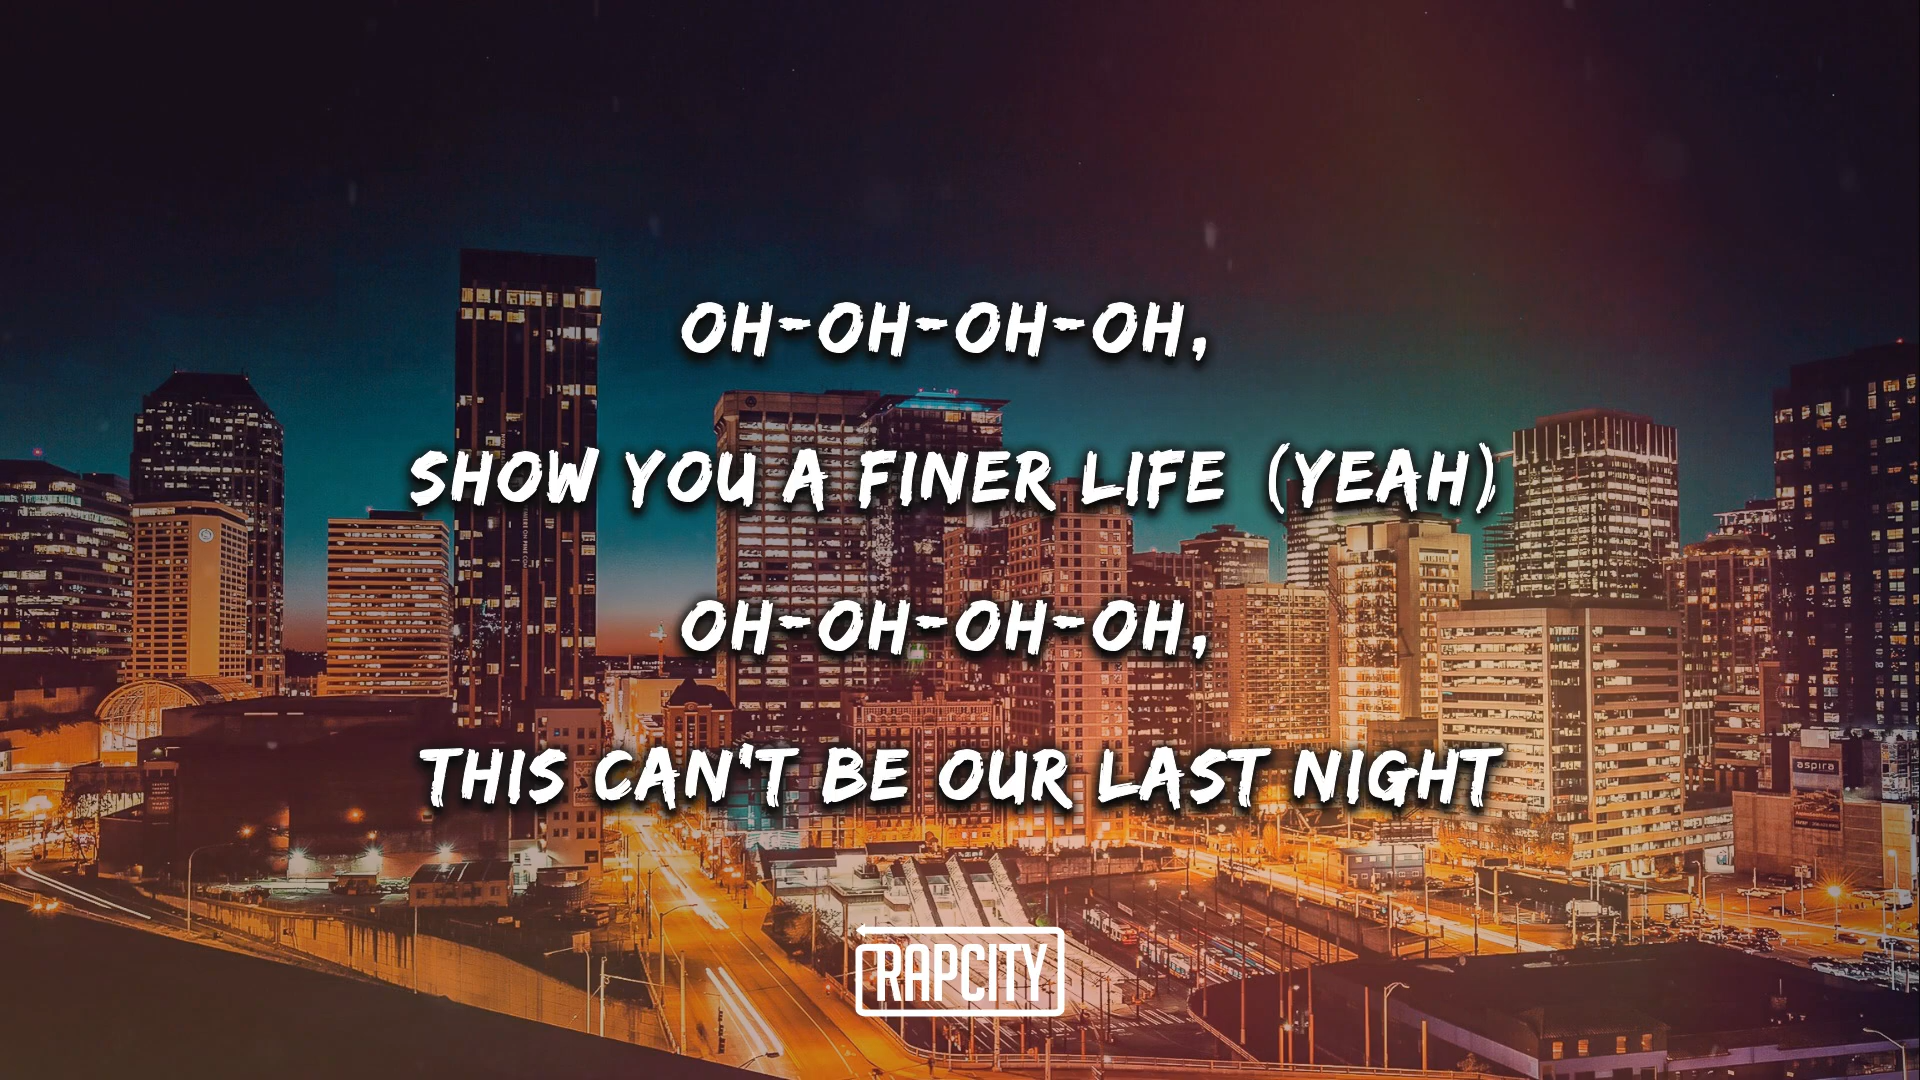 OH-OH-OH-OH,
SHOW YOU A FINER LIFE (YEAH)
OH-OH-OH-OH,
THIS CAN'T BE OUR LAST NIGHT
aspira
RAPCITY